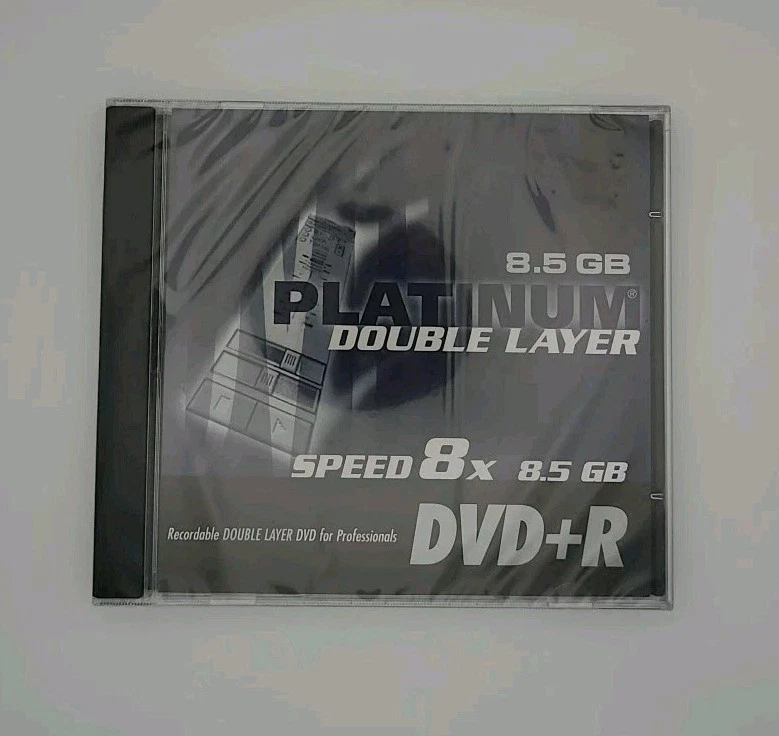 8.5 GB
PLATINUM®
DOUBLE LAYER
SPEED 8x 8.5 GB
Recordable DOUBLE LAYER DVD for Professionals
DVD+R